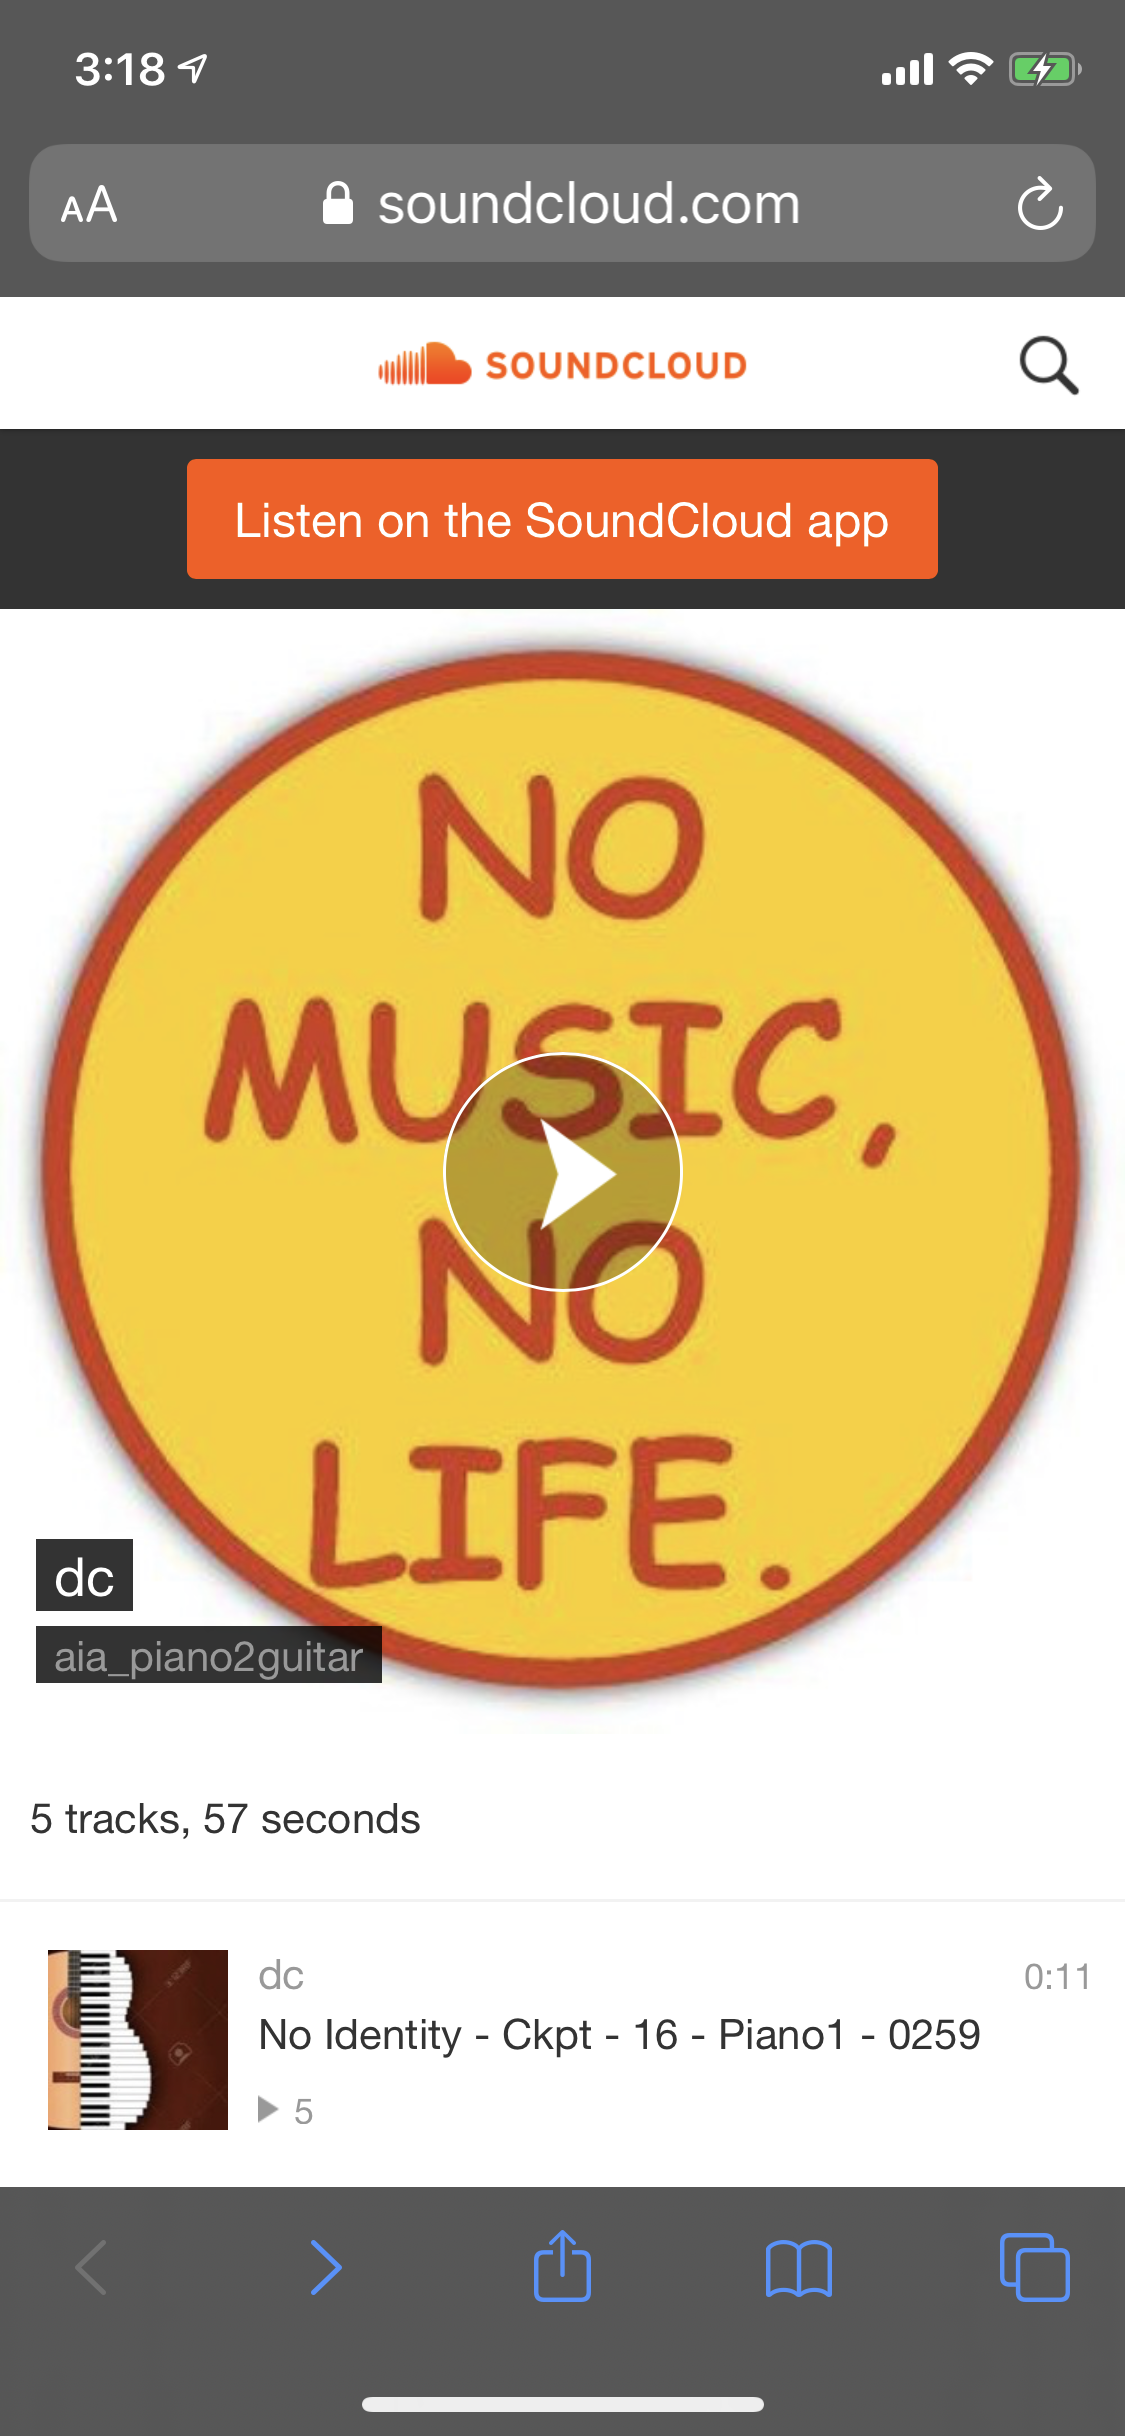 3:18
AA soundcloud.com
SOUNDCLOUD
Listen on the SoundCloud app
NO
MUSIC,
NO
LIFE.
dc
aia_piano2guitar
5 tracks, 57 seconds
dc 0:11
No Identity - Ckpt - 16 - Piano1 - 0259
5